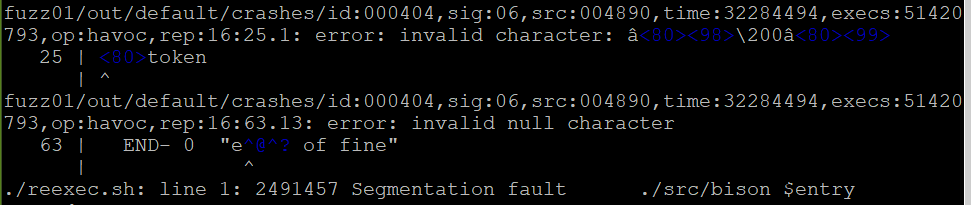 fuzz01/out/default/crashes/id:000404,sig:06,src:004890,time:32284494,execs:51420
793,op:havoc,rep:16:25.1: error: invalid character: â<80><98>\200â<80><99>
   25 | <80>token
      | ^
fuzz01/out/default/crashes/id:000404,sig:06,src:004890,time:32284494,execs:51420
793,op:havoc,rep:16:63.13: error: invalid null character
   63 |   END- 0  "e^@^? of fine"
      |             ^
./reexec.sh: line 1: 2491457 Segmentation fault      ./src/bison $entry